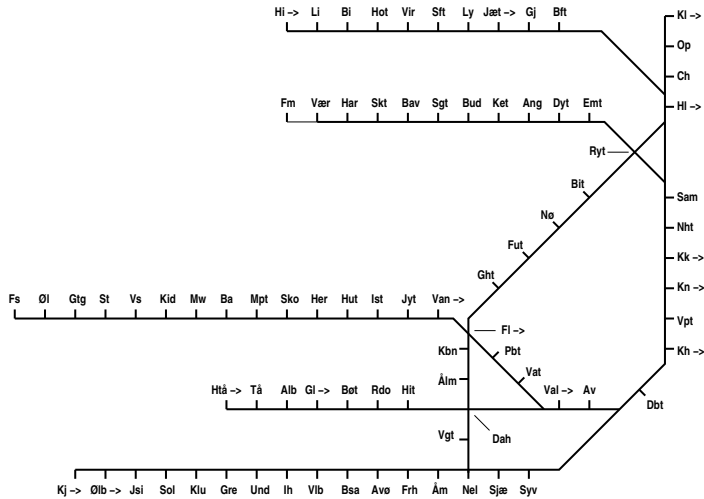 Hi -> Li Bi Hot Vir Sft Ly Jæt -> Gj Bft
Kl ->
Op
Ch
Hl ->
Fm Vær Har Skt Bav Sgt Bud Ket Ang Dyt Emt
Ryt
Bit
Sam
Nø
Nht
Fut
Kk ->
Ght
Kn ->
Fs Øl Gtg St Vs Kid Mw Ba Mpt Sko Her Hut Ist Jyt Van ->
Vpt
Fl ->
Kbn
Pbt
Kh ->
Ålm
Vat
Htå -> Tå Alb Gl -> Bøt Rdo Hit
Val -> Av
Dbt
Vgt
Dah
Kj -> Ølb -> Jsi Sol Klu Gre Und Ih Vlb Bsa Avø Frh Åm Nel Sjæ Syv